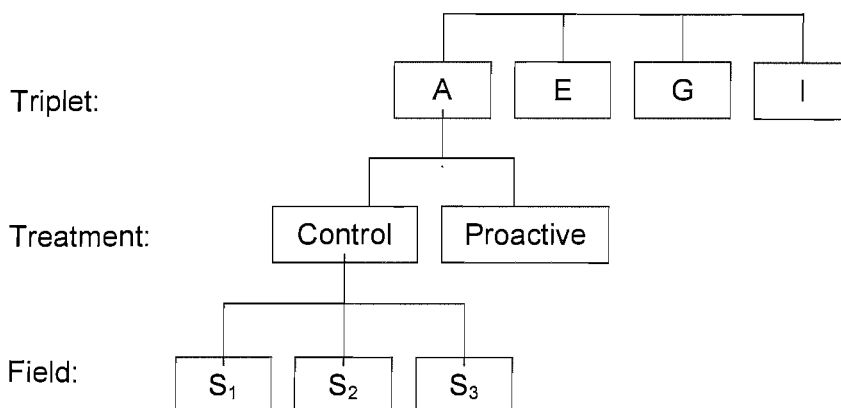 Triplet: A E G I
Treatment: Control Proactive
Field: S₁ S₂ S₃